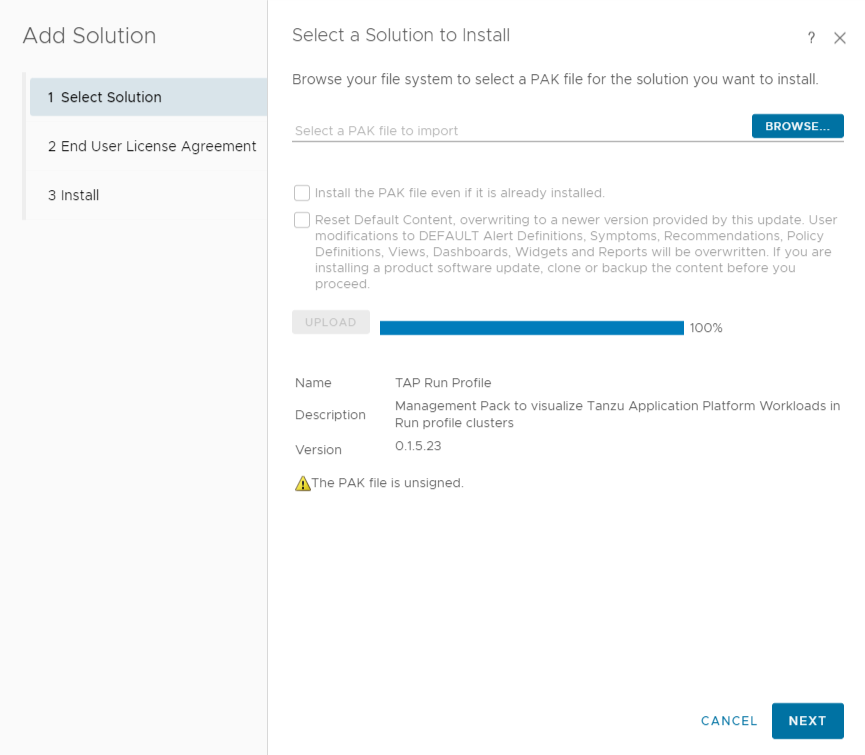 Add Solution
1 Select Solution
2 End User License Agreement
3 Install
Select a Solution to Install
?
Browse your file system to select a PAK file for the solution you want to install.
Select a PAK file to import
BROWSE...
Install the PAK file even if it is already installed.
Reset Default Content, overwriting to a newer version provided by this update. User
modifications to DEFAULT Alert Definitions, Symptoms, Recommendations, Policy
Definitions, Views, Dashboards, Widgets and Reports will be overwritten. If you are
installing a product software update, clone or backup the content before you
proceed.
UPLOAD
100%
Name TAP Run Profile
Description Management Pack to visualize Tanzu Application Platform Workloads in
Run profile clusters
Version 0.1.5.23
The PAK file is unsigned.
CANCEL
NEXT